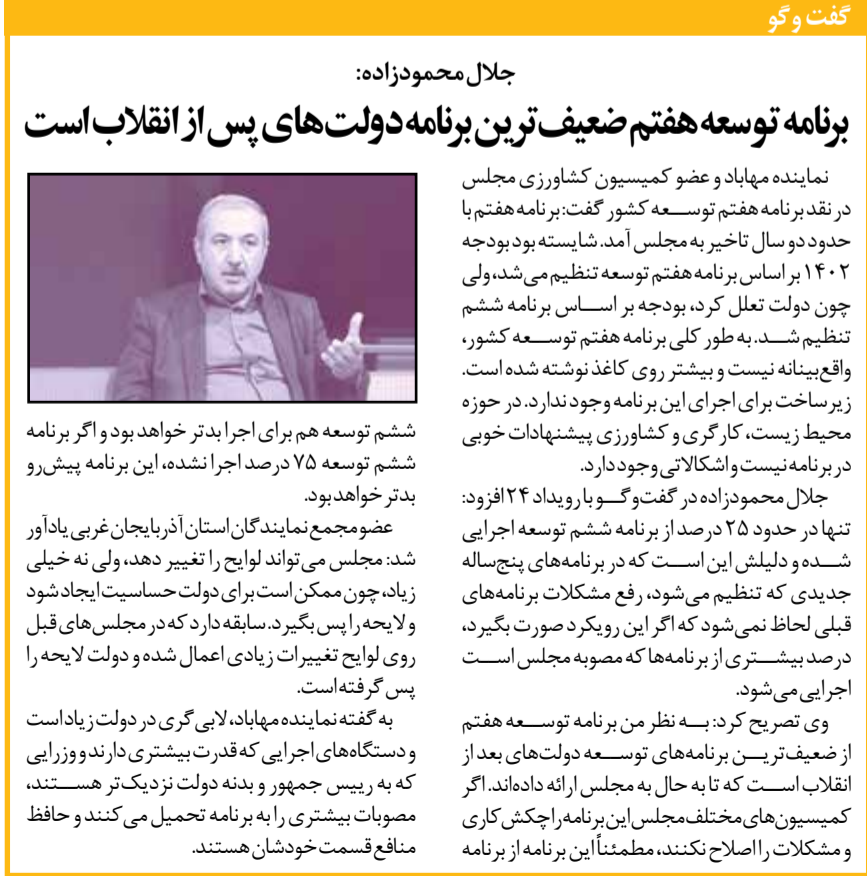 گفت و گو
جلال محمودزاده:
برنامه توسعه هفتم ضعیف‌ترین برنامه دولت‌های پس از انقلاب است
نماینده مهاباد و عضو کمیسیون کشاورزی مجلس
در نقد برنامه هفتم توسعه کشور گفت: برنامه هفتم با
حدود دو سال تاخیر به مجلس آمد. شایسته بود بودجه
۱۴۰۲ بر اساس برنامه هفتم توسعه تنظیم می‌شد، ولی
چون دولت تعلل کرد، بودجه بر اساس برنامه ششم
تنظیم شد. به طور کلی برنامه هفتم توسعه کشور،
واقع‌بینانه نیست و بیشتر روی کاغذ نوشته شده است.
زیرساخت برای اجرای این برنامه وجود ندارد. در حوزه
محیط زیست، کارگری و کشاورزی پیشنهادات خوبی
در برنامه نیست و اشکالاتی وجود دارد.
جلال محمودزاده در گفت‌وگو با رویداد ۲۴ افزود:
تنها در حدود ۲۵ درصد از برنامه ششم توسعه اجرایی
شده و دلیلش این است که در برنامه‌های پنج‌ساله
جدیدی که تنظیم می‌شود، رفع مشکلات برنامه‌های
قبلی لحاظ نمی‌شود که اگر این رویکرد صورت بگیرد،
درصد بیشتری از برنامه‌ها که مصوبه مجلس است
اجرایی می‌شود.
وی تصریح کرد: به نظر من برنامه توسعه هفتم
از ضعیف‌ترین برنامه‌های توسعه دولت‌های بعد از
انقلاب است که تا به حال به مجلس ارائه داده‌اند. اگر
کمیسیون‌های مختلف مجلس این برنامه را چکش کاری
و مشکلات را اصلاح نکنند، مطمئناً این برنامه از برنامه
ششم توسعه هم برای اجرا بدتر خواهد بود و اگر برنامه
ششم توسعه ۷۵ درصد اجرا نشده، این برنامه پیش‌رو
بدتر خواهد بود.
عضو مجمع نمایندگان استان آذربایجان غربی یادآور
شد: مجلس می‌تواند لوایح را تغییر دهد، ولی نه خیلی
زیاد، چون ممکن است برای دولت حساسیت ایجاد شود
و لایحه را پس بگیرد. سابقه دارد که در مجلس‌های قبل
روی لوایح تغییرات زیادی اعمال شده و دولت لایحه را
پس گرفته است.
به گفته نماینده مهاباد، لابی گری در دولت زیاد است
و دستگاه‌های اجرایی که قدرت بیشتری دارند و وزرایی
که به رییس جمهور و بدنه دولت نزدیک‌تر هستند،
مصوبات بیشتری را به برنامه تحمیل می‌کنند و حافظ
منافع قسمت خودشان هستند.